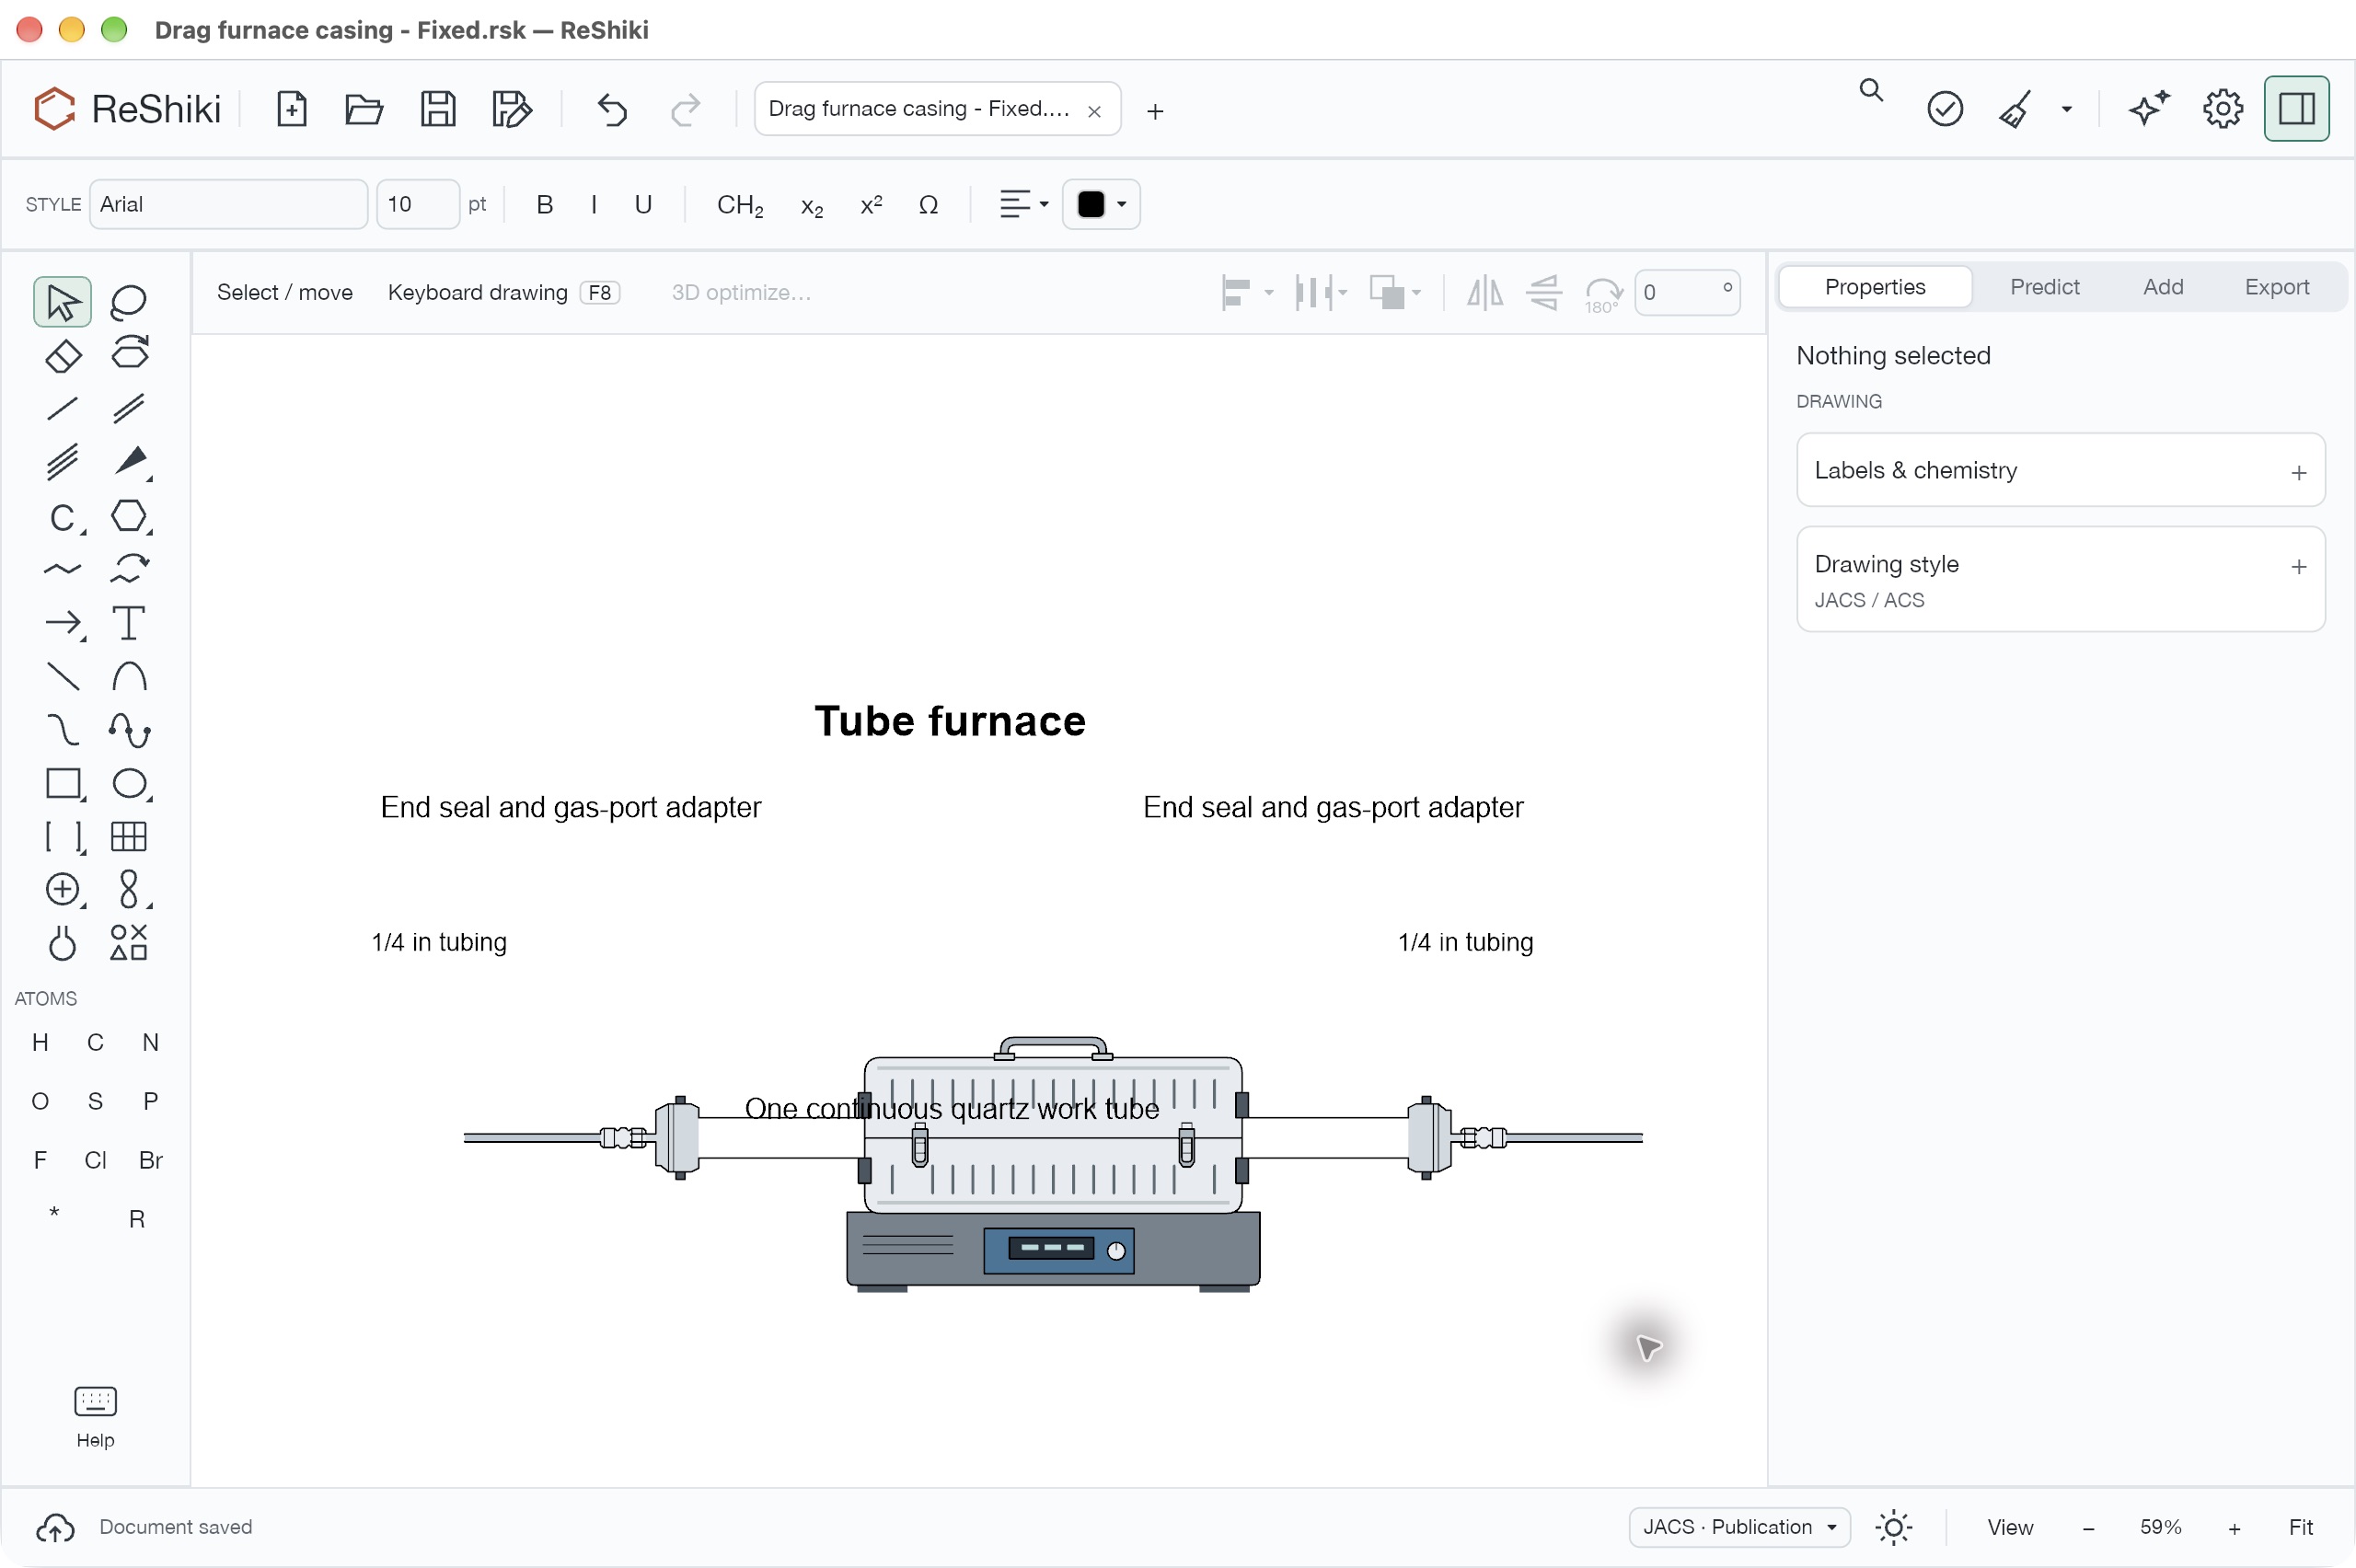 Drag furnace casing - Fixed.rsk — ReShiki
ReShiki
Drag furnace casing - Fixed....
STYLE Arial 10 pt B I U CH₂ x₂ x² Ω
Select / move Keyboard drawing F8 3D optimize... 180° 0 °
Properties Predict Add Export
Nothing selected
DRAWING
Labels & chemistry
Drawing style
JACS / ACS
C
T
ATOMS
H C N
O S P
F Cl Br
* R
Help
Tube furnace
End seal and gas-port adapter End seal and gas-port adapter
1/4 in tubing 1/4 in tubing
One continuous quartz work tube
Document saved
JACS · Publication View − 59% + Fit